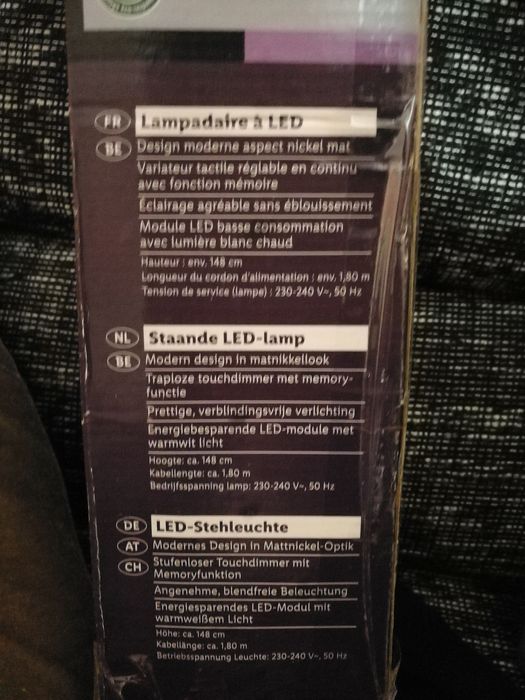 FR Lampadaire à LED
BE Design moderne aspect nickel mat
Variateur tactile réglable en continu
avec fonction mémoire
Éclairage agréable sans éblouissement
Module LED basse consommation
avec lumière blanc chaud
Hauteur : env. 148 cm
Longueur du cordon d'alimentation : env. 1,80 m
Tension de service (lampe) : 230-240 V~, 50 Hz
NL Staande LED-lamp
BE Modern design in matnikkellook
Traploze touchdimmer met memory-
functie
Prettige, verblindingsvrije verlichting
Energiebesparende LED-module met
warmwit licht
Hoogte: ca. 148 cm
Kabellengte: ca. 1,80 m
Bedrijfsspanning lamp: 230-240 V~, 50 Hz
DE LED-Stehleuchte
AT Modernes Design in Mattnickel-Optik
CH Stufenloser Touchdimmer mit
Memoryfunktion
Angenehme, blendfreie Beleuchtung
Energiesparendes LED-Modul mit
warmweißem Licht
Höhe: ca. 148 cm
Kabellänge: ca. 1,80 m
Betriebsspannung Leuchte: 230-240 V~, 50 Hz